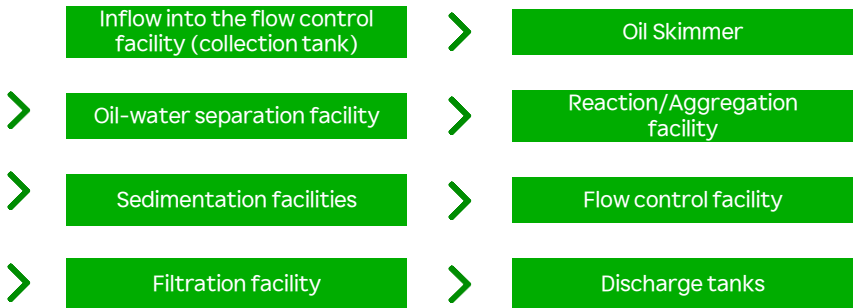 Inflow into the flow control
facility (collection tank)
Oil Skimmer
Oil-water separation facility
Reaction/Aggregation
facility
Sedimentation facilities
Flow control facility
Filtration facility
Discharge tanks